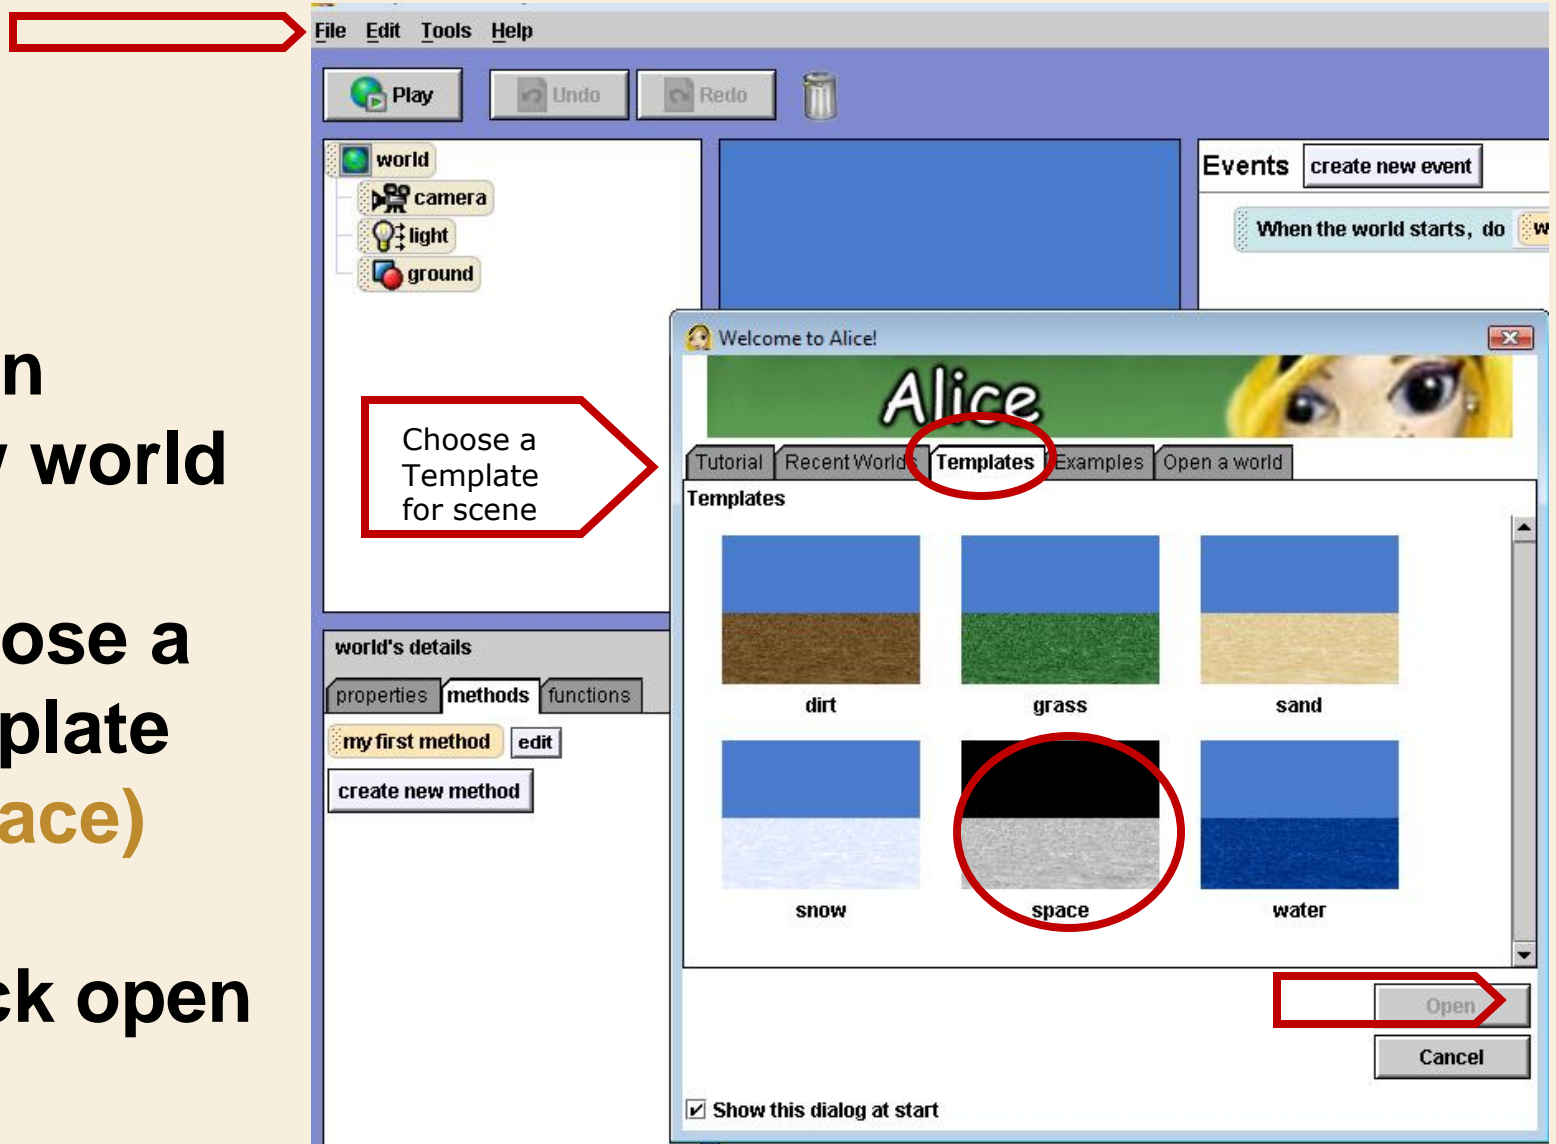 File Edit Tools Help
Play Undo Redo
world
camera
light
ground
Events create new event
When the world starts, do w
n
world
ose a
plate
ace)
ck open
Choose a
Template
for scene
Welcome to Alice!
Alice
Tutorial Recent Worlds Templates Examples Open a world
Templates
dirt grass sand
snow space water
Open
Cancel
Show this dialog at start
world's details
properties methods functions
my first method edit
create new method